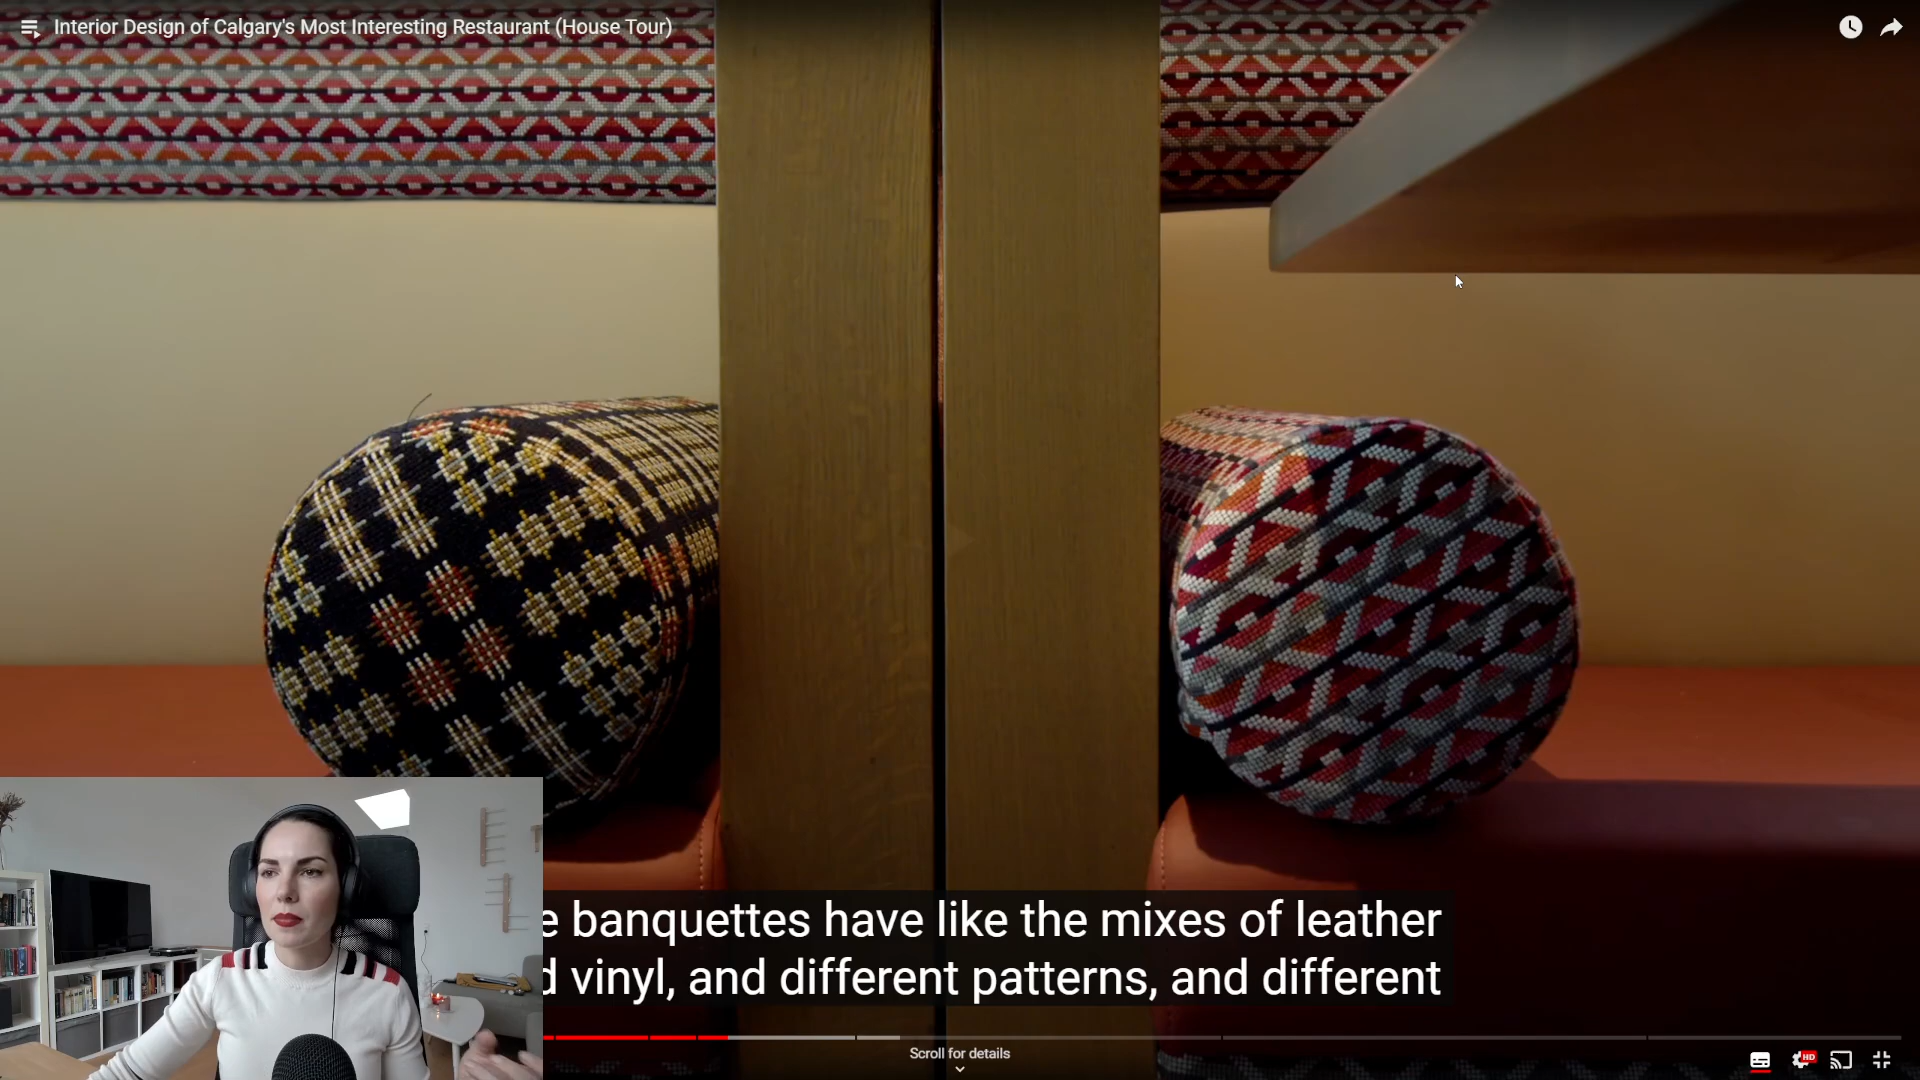 Interior Design of Calgary's Most Interesting Restaurant (House Tour)
e banquettes have like the mixes of leather
d vinyl, and different patterns, and different
Scroll for details
HD